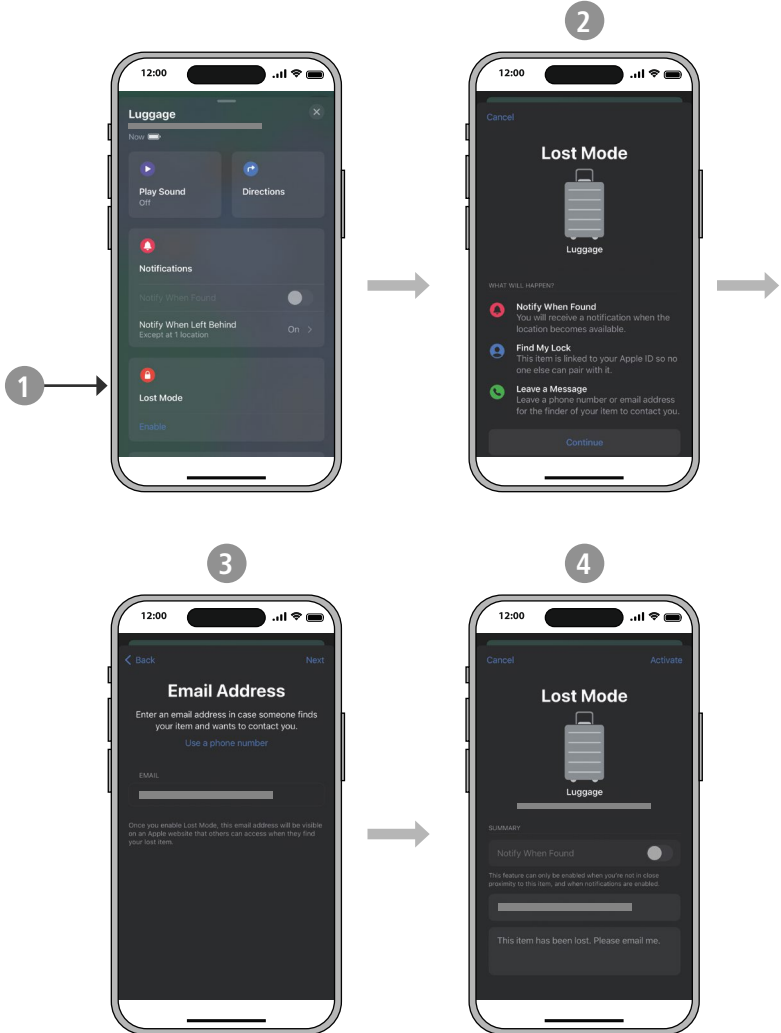 2
12:00
Luggage
Now
Play Sound
Off
Directions
Notifications
Notify When Found
Notify When Left Behind
Except at 1 location
On >
1
Lost Mode
Enable
12:00
Cancel
Lost Mode
Luggage
WHAT WILL HAPPEN?
Notify When Found
You will receive a notification when the
location becomes available.
Find My Lock
This item is linked to your Apple ID so no
one else can pair with it.
Leave a Message
Leave a phone number or email address
for the finder of your item to contact you.
Continue
3
12:00
Back
Next
Email Address
Enter an email address in case someone finds
your item and wants to contact you.
Use a phone number
EMAIL
Once you enable Lost Mode, this email address will be visible
on an Apple website that others can access when they find
your lost item.
4
12:00
Cancel
Activate
Lost Mode
Luggage
SUMMARY
Notify When Found
This feature can only be enabled when you're not in close
proximity to this item, and when notifications are enabled.
This item has been lost. Please email me.